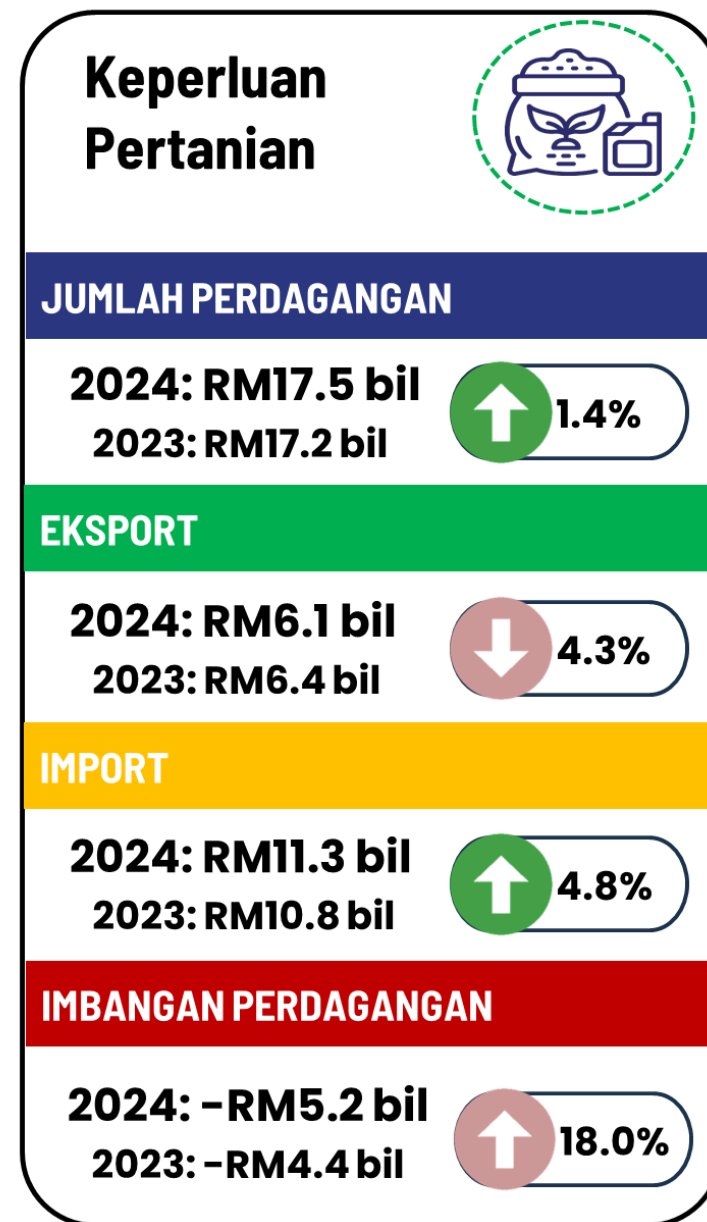 Keperluan
Pertanian
JUMLAH PERDAGANGAN
2024: RM17.5 bil
2023: RM17.2 bil
1.4%
EKSPORT
2024: RM6.1 bil
2023: RM6.4 bil
4.3%
IMPORT
2024: RM11.3 bil
2023: RM10.8 bil
4.8%
IMBANGAN PERDAGANGAN
2024: -RM5.2 bil
2023: -RM4.4 bil
18.0%